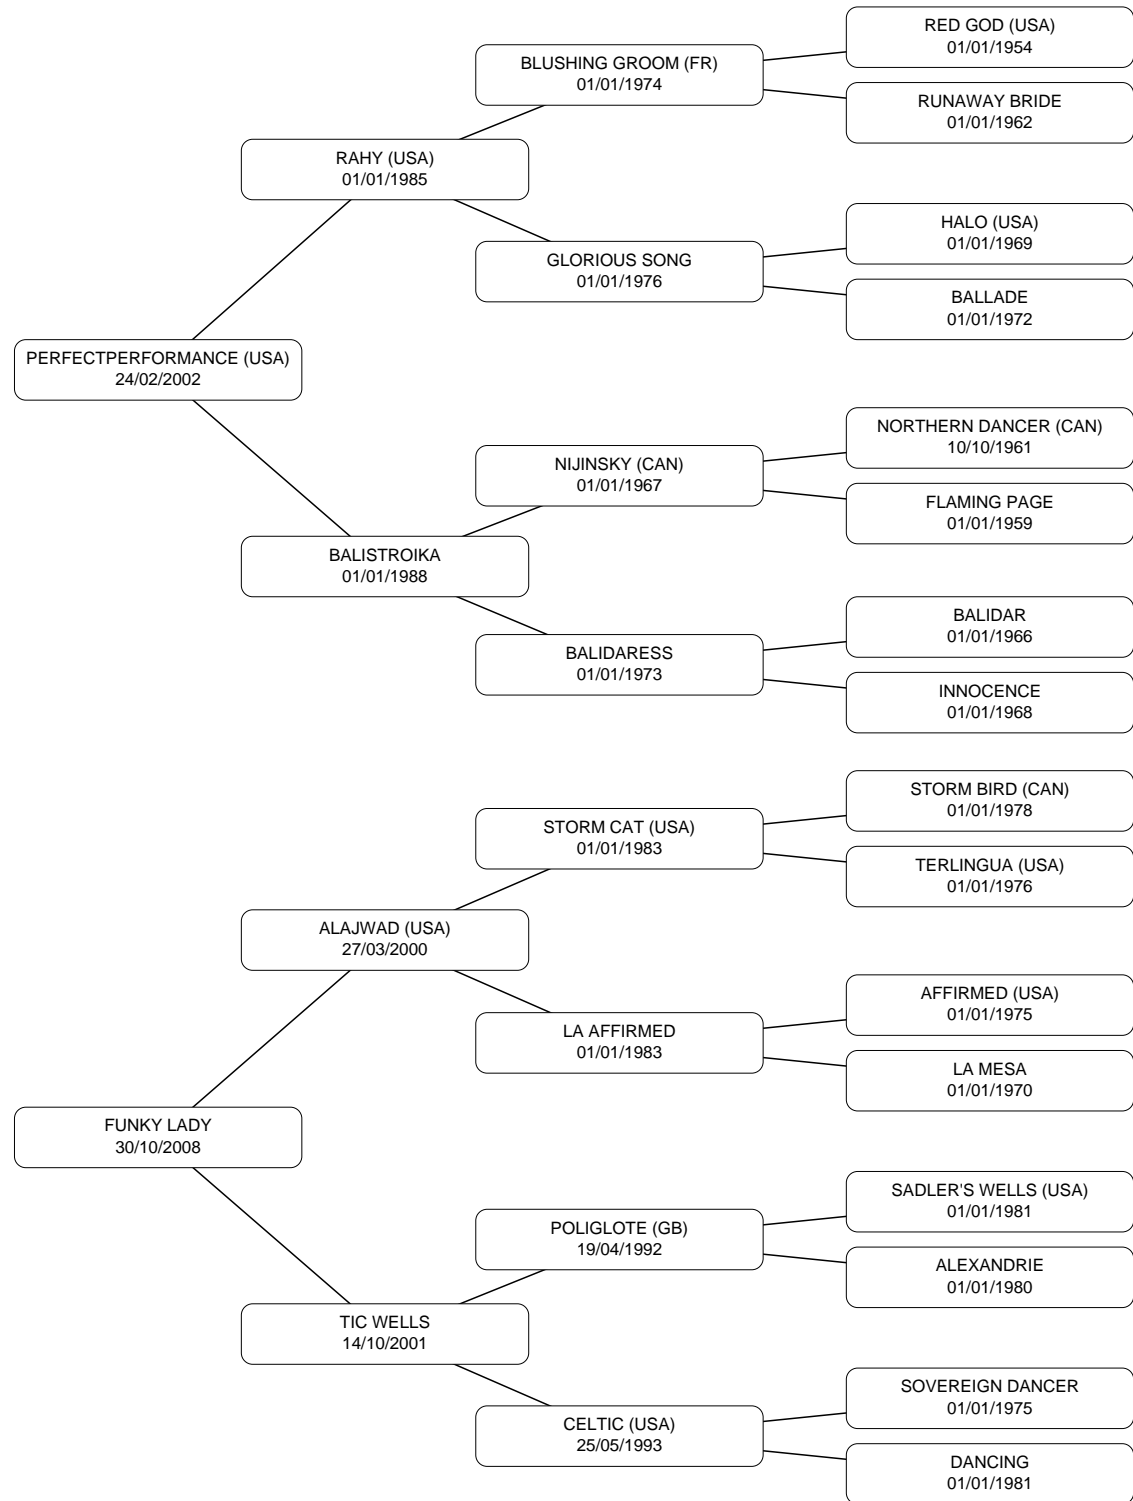 RED GOD (USA)
01/01/1954
BLUSHING GROOM (FR)
01/01/1974
RUNAWAY BRIDE
01/01/1962
RAHY (USA)
01/01/1985
HALO (USA)
01/01/1969
GLORIOUS SONG
01/01/1976
BALLADE
01/01/1972
PERFECTPERFORMANCE (USA)
24/02/2002
NORTHERN DANCER (CAN)
10/10/1961
NIJINSKY (CAN)
01/01/1967
FLAMING PAGE
01/01/1959
BALISTROIKA
01/01/1988
BALIDAR
01/01/1966
BALIDARESS
01/01/1973
INNOCENCE
01/01/1968
STORM BIRD (CAN)
01/01/1978
STORM CAT (USA)
01/01/1983
TERLINGUA (USA)
01/01/1976
ALAJWAD (USA)
27/03/2000
AFFIRMED (USA)
01/01/1975
LA AFFIRMED
01/01/1983
LA MESA
01/01/1970
FUNKY LADY
30/10/2008
SADLER'S WELLS (USA)
01/01/1981
POLIGLOTE (GB)
19/04/1992
ALEXANDRIE
01/01/1980
TIC WELLS
14/10/2001
SOVEREIGN DANCER
01/01/1975
CELTIC (USA)
25/05/1993
DANCING
01/01/1981